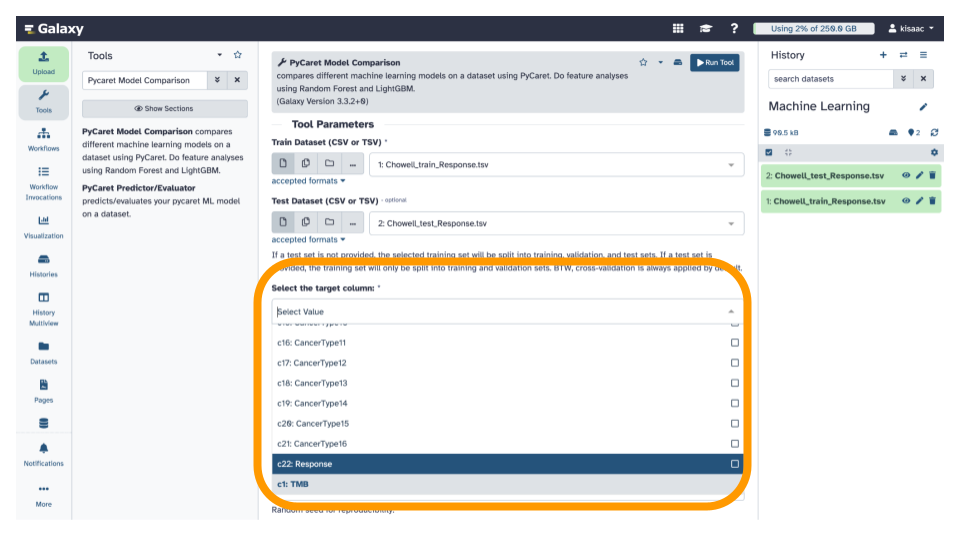 Galaxy
?
Using 2% of 250.0 GB
kisaac
Upload
Tools
Workflows
Workflow
Invocations
Visualization
Histories
History
Multiview
Datasets
Pages
Notifications
More
Tools
Pycaret Model Comparison
Show Sections
PyCaret Model Comparison compares
different machine learning models on a
dataset using PyCaret. Do feature analyses
using Random Forest and LightGBM.
PyCaret Predictor/Evaluator
predicts/evaluates your pycaret ML model
on a dataset.
PyCaret Model Comparison
compares different machine learning models on a dataset using PyCaret. Do feature analyses
using Random Forest and LightGBM.
(Galaxy Version 3.3.2+0)
Run Tool
Tool Parameters
Train Dataset (CSV or TSV) *
1: Chowell_train_Response.tsv
accepted formats
Test Dataset (CSV or TSV) - optional
2: Chowell_test_Response.tsv
accepted formats
If a test set is not provided, the selected training set will be split into training, validation, and test sets. If a test set is
provided, the training set will only be split into training and validation sets. BTW, cross-validation is always applied by default.
Select the target column: *
Select Value
c16: CancerType11
c17: CancerType12
c18: CancerType13
c19: CancerType14
c20: CancerType15
c21: CancerType16
c22: Response
c1: TMB
Random seed for reproducibility.
History
search datasets
Machine Learning
90.5 kB
2
2: Chowell_test_Response.tsv
1: Chowell_train_Response.tsv